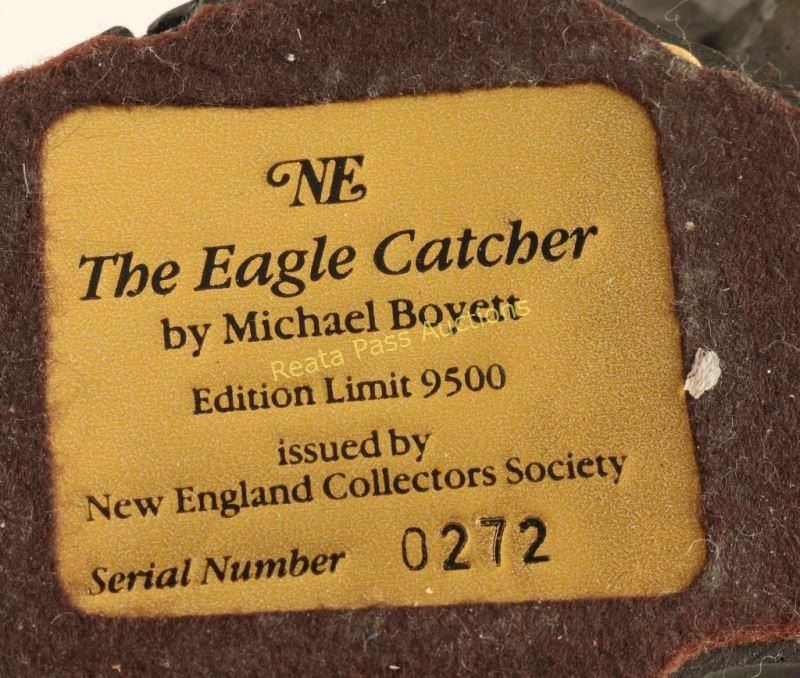 NE
The Eagle Catcher
by Michael Boyett
Reata Pass Auctions
Edition Limit 9500
issued by
New England Collectors Society
Serial Number 0272